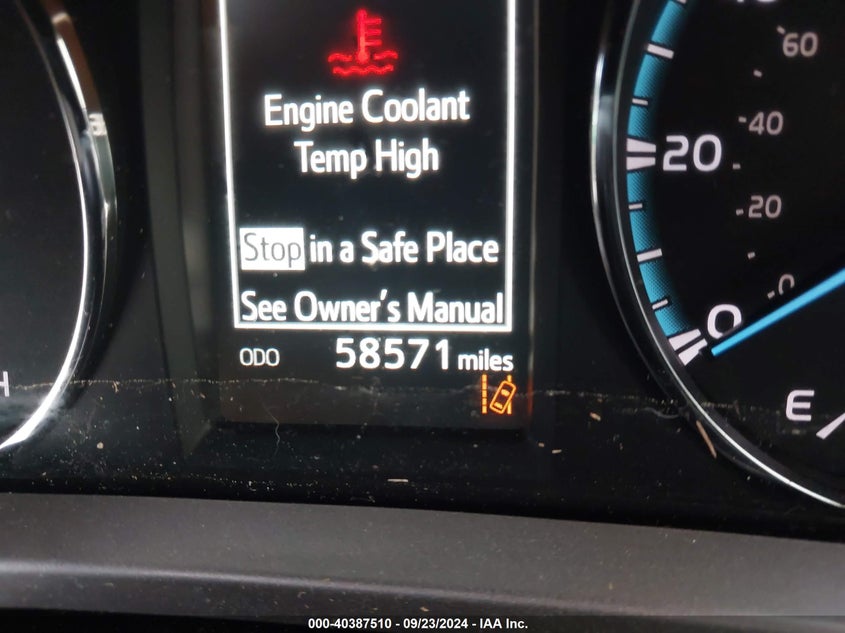 Engine Coolant
Temp High
Stop in a Safe Place
See Owner's Manual
ODO 58571 miles
60
40
20
20
0
0
E
H
000-40387510 - 09/23/2024 - IAA Inc.